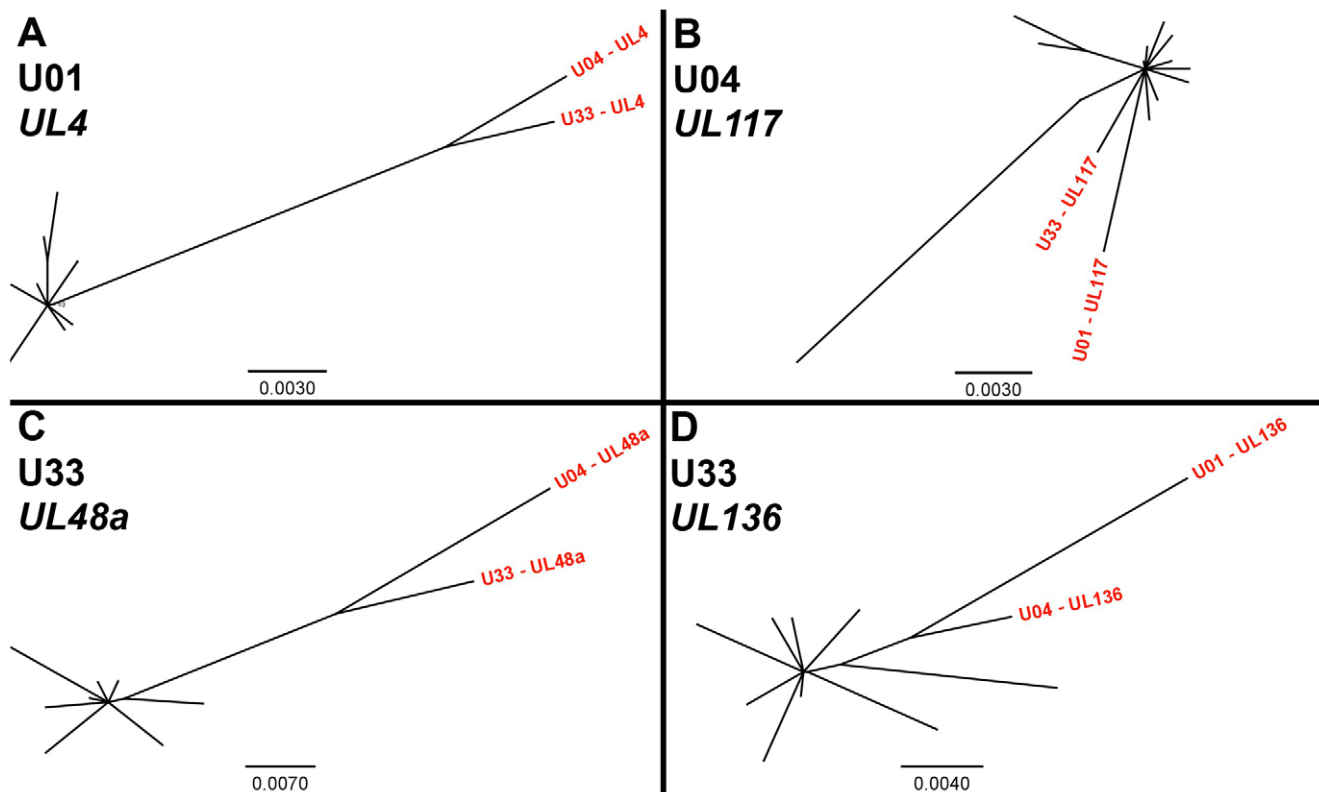 A
U01
UL4
U04 - UL4
U33 - UL4
0.0030
B
U04
UL117
U33 - UL117
U01 - UL117
0.0030
C
U33
UL48a
U04 - UL48a
U33 - UL48a
0.0070
D
U33
UL136
U01 - UL136
U04 - UL136
0.0040